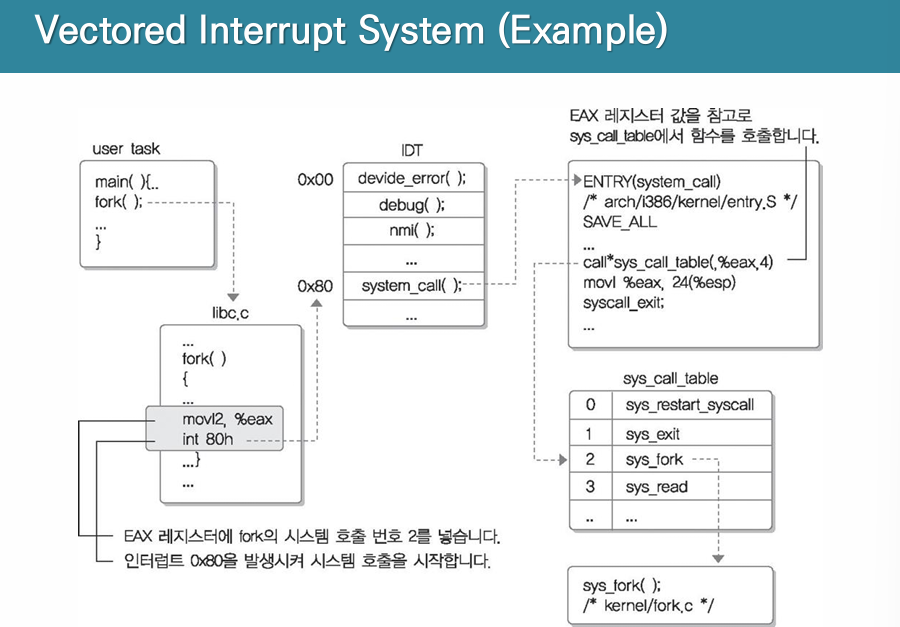 Vectored Interrupt System (Example)
EAX 레지스터 값을 참고로
sys_call_table에서 함수를 호출합니다.
user task
main( ){..
fork( );
...
}
IDT
0x00
devide_error( );
debug( );
nmi( );
...
0x80
system_call( );
...
ENTRY(system_call)
/* arch/i386/kernel/entry.S */
SAVE_ALL
...
call*sys_call_table(,%eax,4)
movl %eax, 24(%esp)
syscall_exit;
...
libc.c
...
fork( )
{
...
movl2, %eax
int 80h
...}
...
EAX 레지스터에 fork의 시스템 호출 번호 2를 넣습니다.
인터럽트 0x80을 발생시켜 시스템 호출을 시작합니다.
sys_call_table
0 sys_restart_syscall
1 sys_exit
2 sys_fork
3 sys_read
.. ...
sys_fork( );
/* kernel/fork.c */